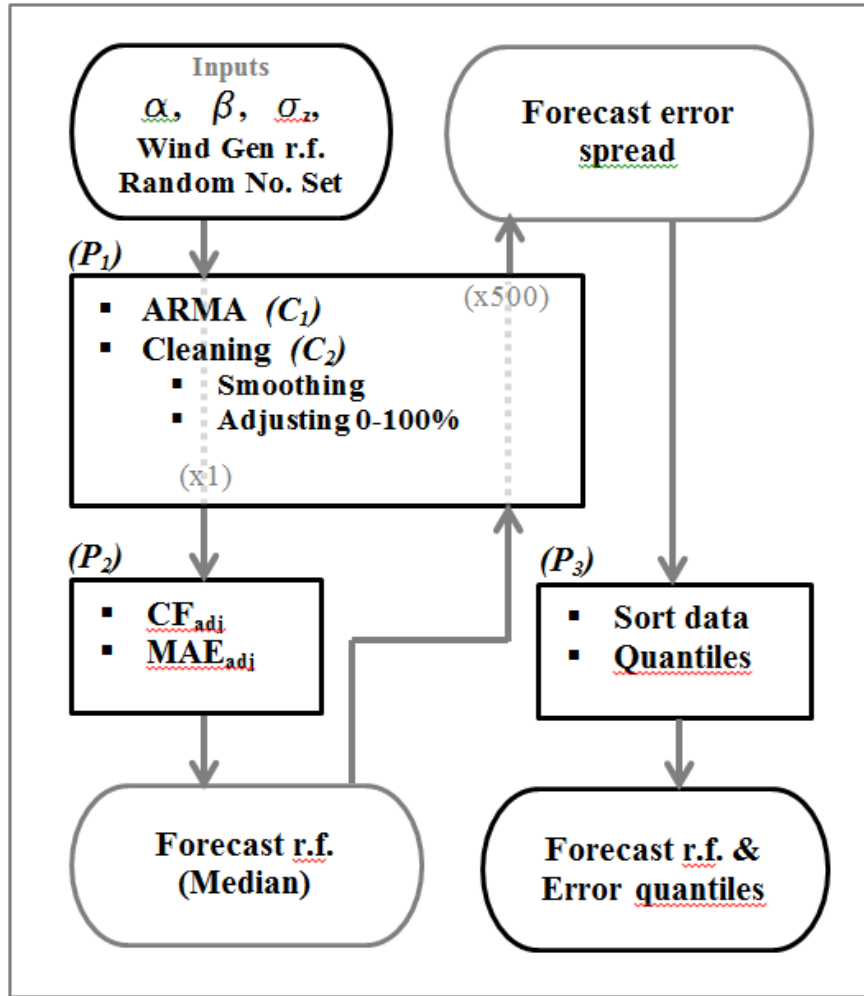 Inputs
α, β, σz,
Wind Gen r.f.
Random No. Set
Forecast error
spread
(P1)
(x500)
▪ ARMA (C1)
▪ Cleaning (C2)
▪ Smoothing
▪ Adjusting 0-100%
(x1)
(P2)
▪ CFadj
▪ MAEadj
(P3)
▪ Sort data
▪ Quantiles
Forecast r.f.
(Median)
Forecast r.f. &
Error quantiles